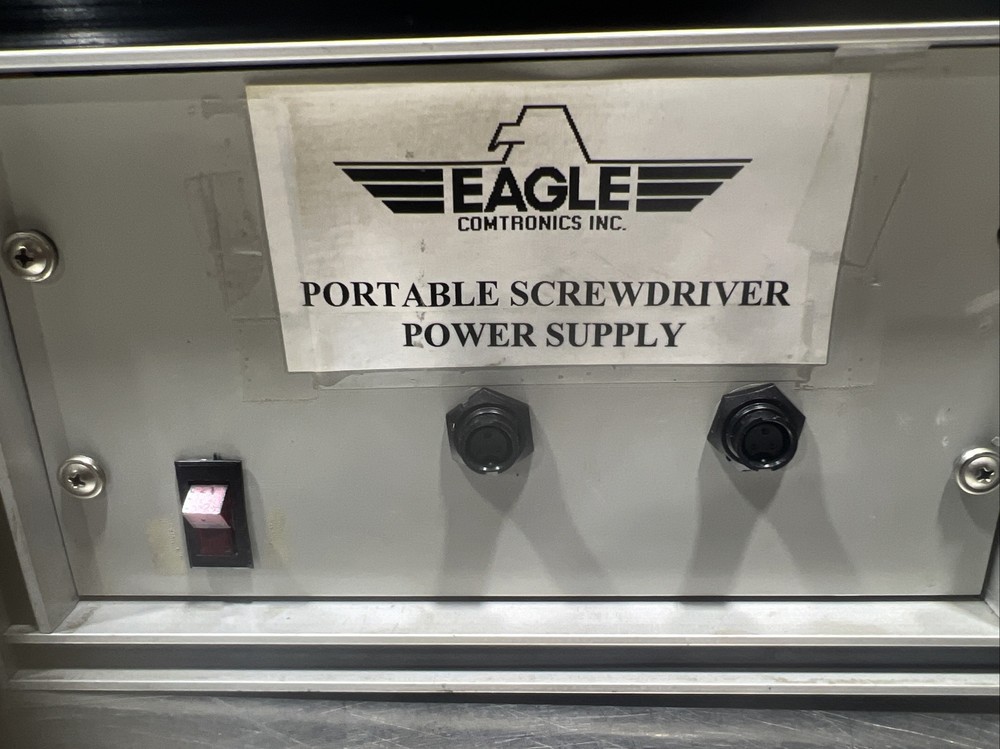 EAGLE
COMTRONICS INC.
PORTABLE SCREWDRIVER
POWER SUPPLY